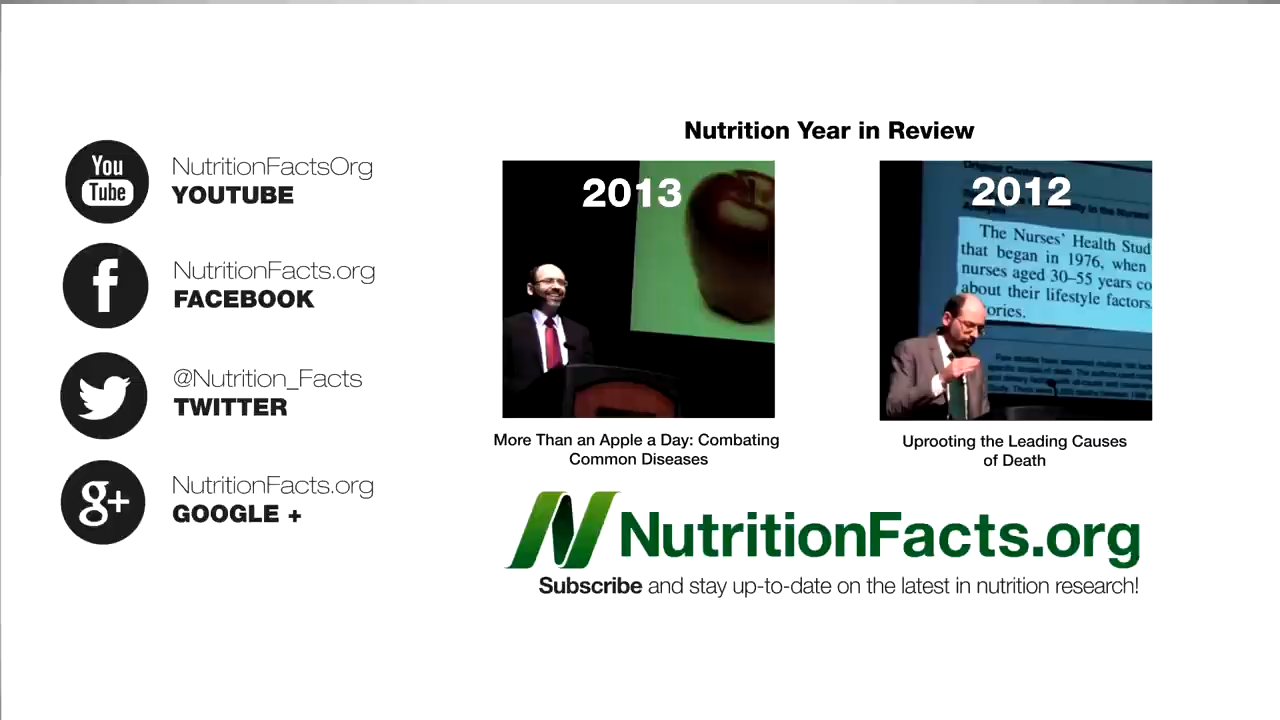 You
Tube
NutritionFactsOrg
YOUTUBE
f
NutritionFacts.org
FACEBOOK
@Nutrition_Facts
TWITTER
g+
NutritionFacts.org
GOOGLE +
Nutrition Year in Review
2013
More Than an Apple a Day: Combating
Common Diseases
2012
The Nurses' Health Stud
that began in 1976, when
nurses aged 30–55 years co
about their lifestyle factors
ories.
Uprooting the Leading Causes
of Death
NutritionFacts.org
Subscribe and stay up-to-date on the latest in nutrition research!